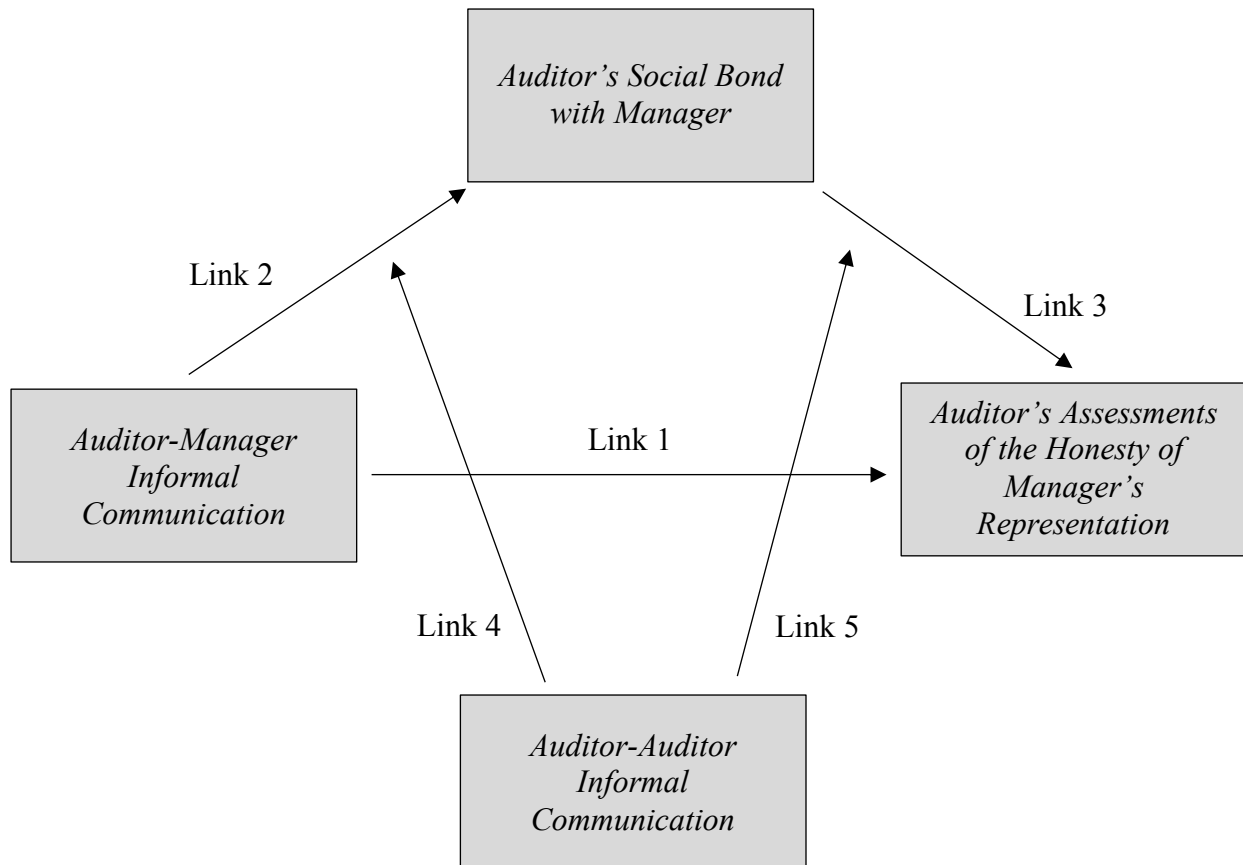 Auditor’s Social Bond
with Manager
Link 2
Link 3
Auditor-Manager
Informal
Communication
Link 1
Auditor’s Assessments
of the Honesty of
Manager’s
Representation
Link 4
Link 5
Auditor-Auditor
Informal
Communication